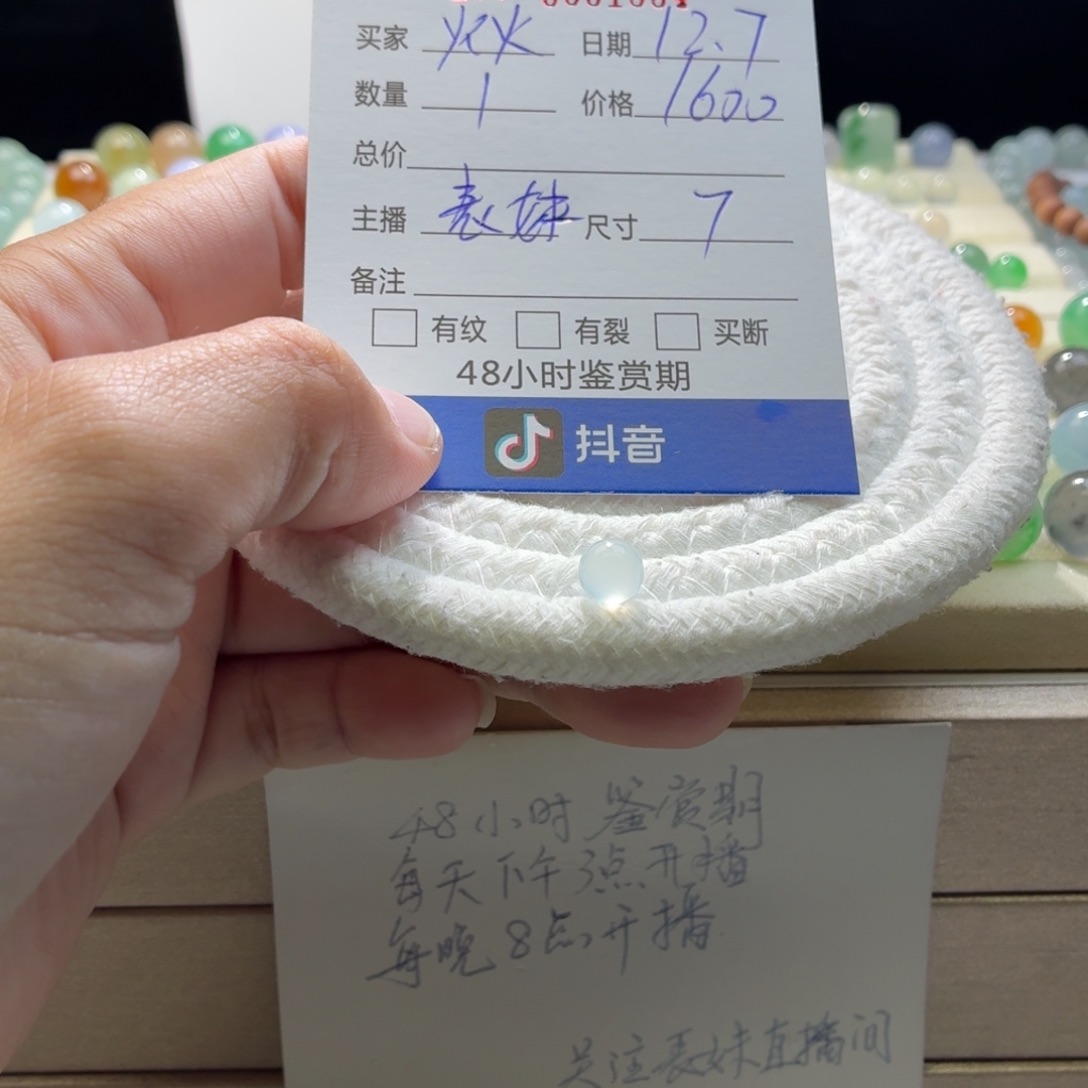 买家 日期 12.7
数量 1 价格 1600
总价
主播 表妹 尺寸 7
备注
有纹 有裂 买断
48小时鉴赏期
抖音
48小时鉴赏期
每天下午3点开播
每晚8点开播
关注表妹直播间